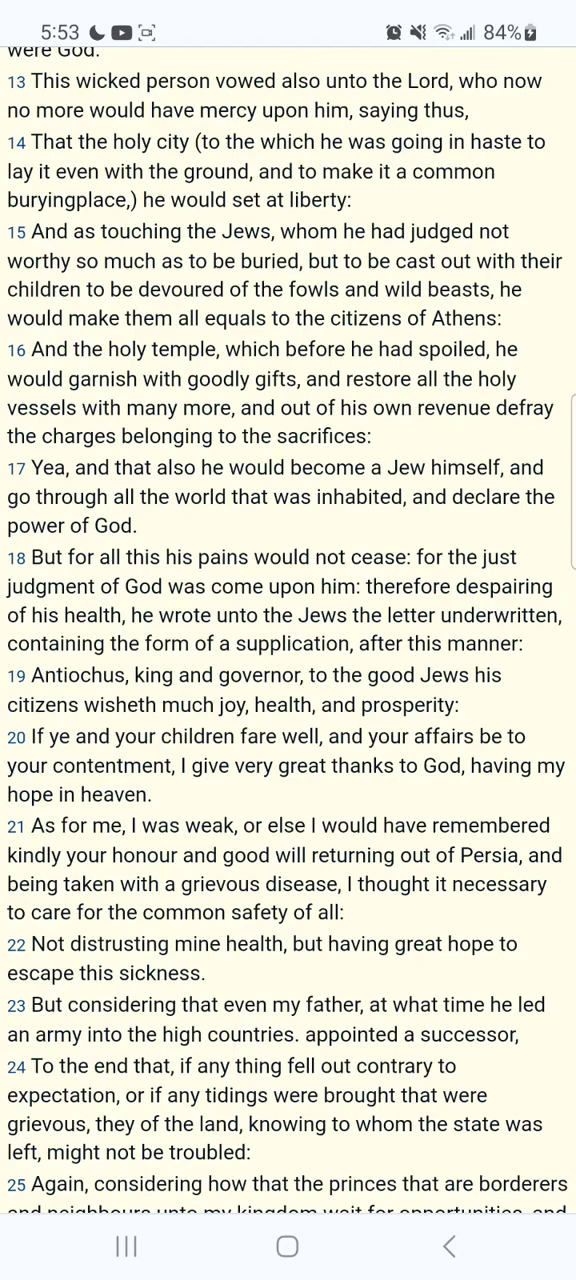 5:53 84%
were God.
13 This wicked person vowed also unto the Lord, who now
no more would have mercy upon him, saying thus,
14 That the holy city (to the which he was going in haste to
lay it even with the ground, and to make it a common
buryingplace,) he would set at liberty:
15 And as touching the Jews, whom he had judged not
worthy so much as to be buried, but to be cast out with their
children to be devoured of the fowls and wild beasts, he
would make them all equals to the citizens of Athens:
16 And the holy temple, which before he had spoiled, he
would garnish with goodly gifts, and restore all the holy
vessels with many more, and out of his own revenue defray
the charges belonging to the sacrifices:
17 Yea, and that also he would become a Jew himself, and
go through all the world that was inhabited, and declare the
power of God.
18 But for all this his pains would not cease: for the just
judgment of God was come upon him: therefore despairing
of his health, he wrote unto the Jews the letter underwritten,
containing the form of a supplication, after this manner:
19 Antiochus, king and governor, to the good Jews his
citizens wisheth much joy, health, and prosperity:
20 If ye and your children fare well, and your affairs be to
your contentment, I give very great thanks to God, having my
hope in heaven.
21 As for me, I was weak, or else I would have remembered
kindly your honour and good will returning out of Persia, and
being taken with a grievous disease, I thought it necessary
to care for the common safety of all:
22 Not distrusting mine health, but having great hope to
escape this sickness.
23 But considering that even my father, at what time he led
an army into the high countries. appointed a successor,
24 To the end that, if any thing fell out contrary to
expectation, or if any tidings were brought that were
grievous, they of the land, knowing to whom the state was
left, might not be troubled:
25 Again, considering how that the princes that are borderers
and neighbours unto my kingdom wait for opportunities, and